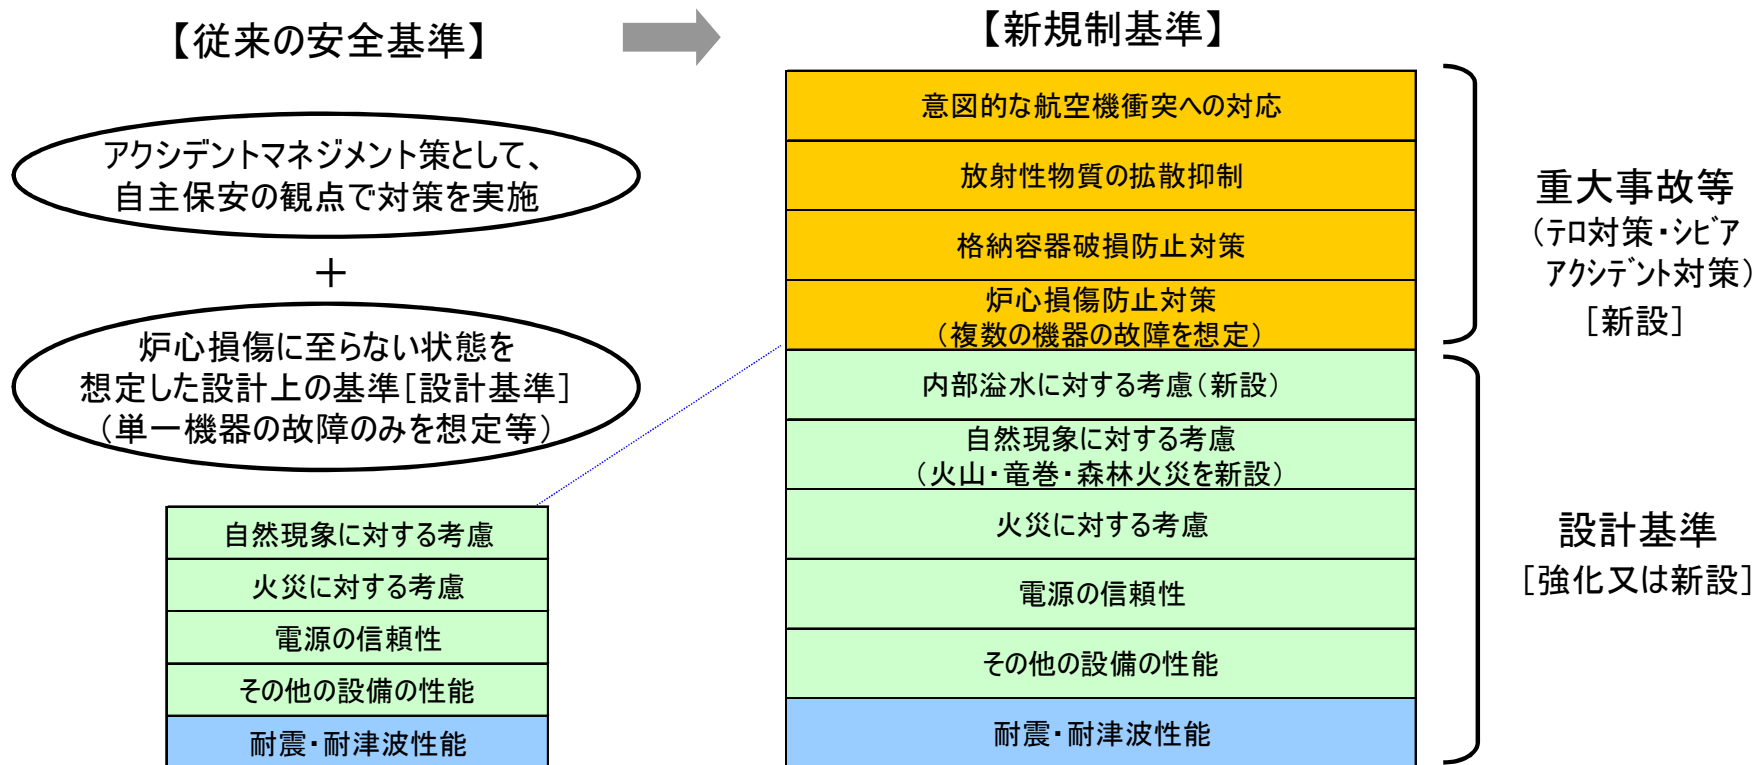 【従来の安全基準】
アクシデントマネジメント策として、
自主保安の観点で対策を実施
＋
炉心損傷に至らない状態を
想定した設計上の基準［設計基準］
（単一機器の故障のみを想定等）
自然現象に対する考慮
火災に対する考慮
電源の信頼性
その他の設備の性能
耐震・耐津波性能
【新規制基準】
意図的な航空機衝突への対応
放射性物質の拡散抑制
格納容器破損防止対策
炉心損傷防止対策
（複数の機器の故障を想定）
内部溢水に対する考慮（新設）
自然現象に対する考慮
（火山・竜巻・森林火災を新設）
火災に対する考慮
電源の信頼性
その他の設備の性能
耐震・耐津波性能
重大事故等
（ﾃﾛ対策・ｼﾋﾞｱ
ｱｸｼﾃﾞﾝﾄ対策）
［新設］
設計基準
［強化又は新設］